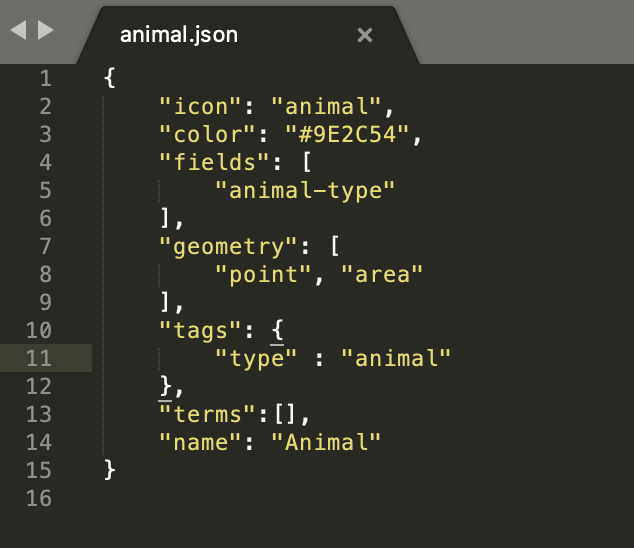 animal.json ×
1 {
2     "icon": "animal",
3     "color": "#9E2C54",
4     "fields": [
5         "animal-type"
6     ],
7     "geometry": [
8         "point", "area"
9     ],
10     "tags": {
11         "type" : "animal"
12     },
13     "terms":[],
14     "name": "Animal"
15 }
16